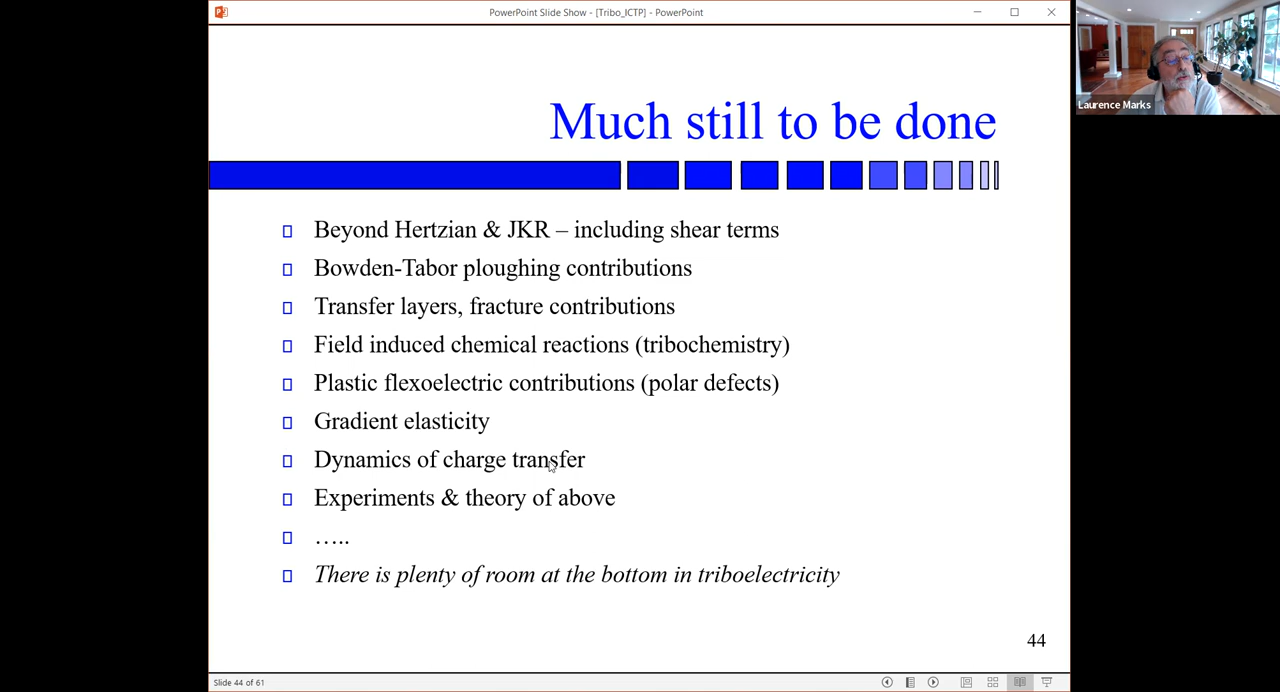 PowerPoint Slide Show - [Tribo_ICTP] - PowerPoint
Laurence Marks
Much still to be done
Beyond Hertzian & JKR – including shear terms
Bowden-Tabor ploughing contributions
Transfer layers, fracture contributions
Field induced chemical reactions (tribochemistry)
Plastic flexoelectric contributions (polar defects)
Gradient elasticity
Dynamics of charge transfer
Experiments & theory of above
…..
There is plenty of room at the bottom in triboelectricity
44
Slide 44 of 61